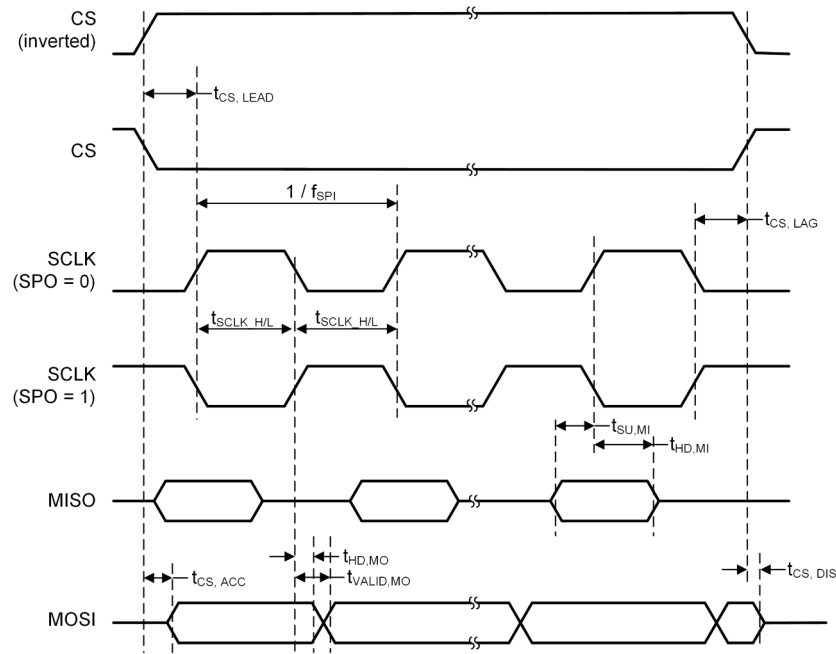 CS
(inverted)
tCS, LEAD
CS
1 / fSPI
tCS, LAG
SCLK
(SPO = 0)
tSCLK_H/L
tSCLK_H/L
SCLK
(SPO = 1)
tSU,MI
tHD,MI
MISO
tHD,MO
tVALID,MO
tCS, ACC
tCS, DIS
MOSI